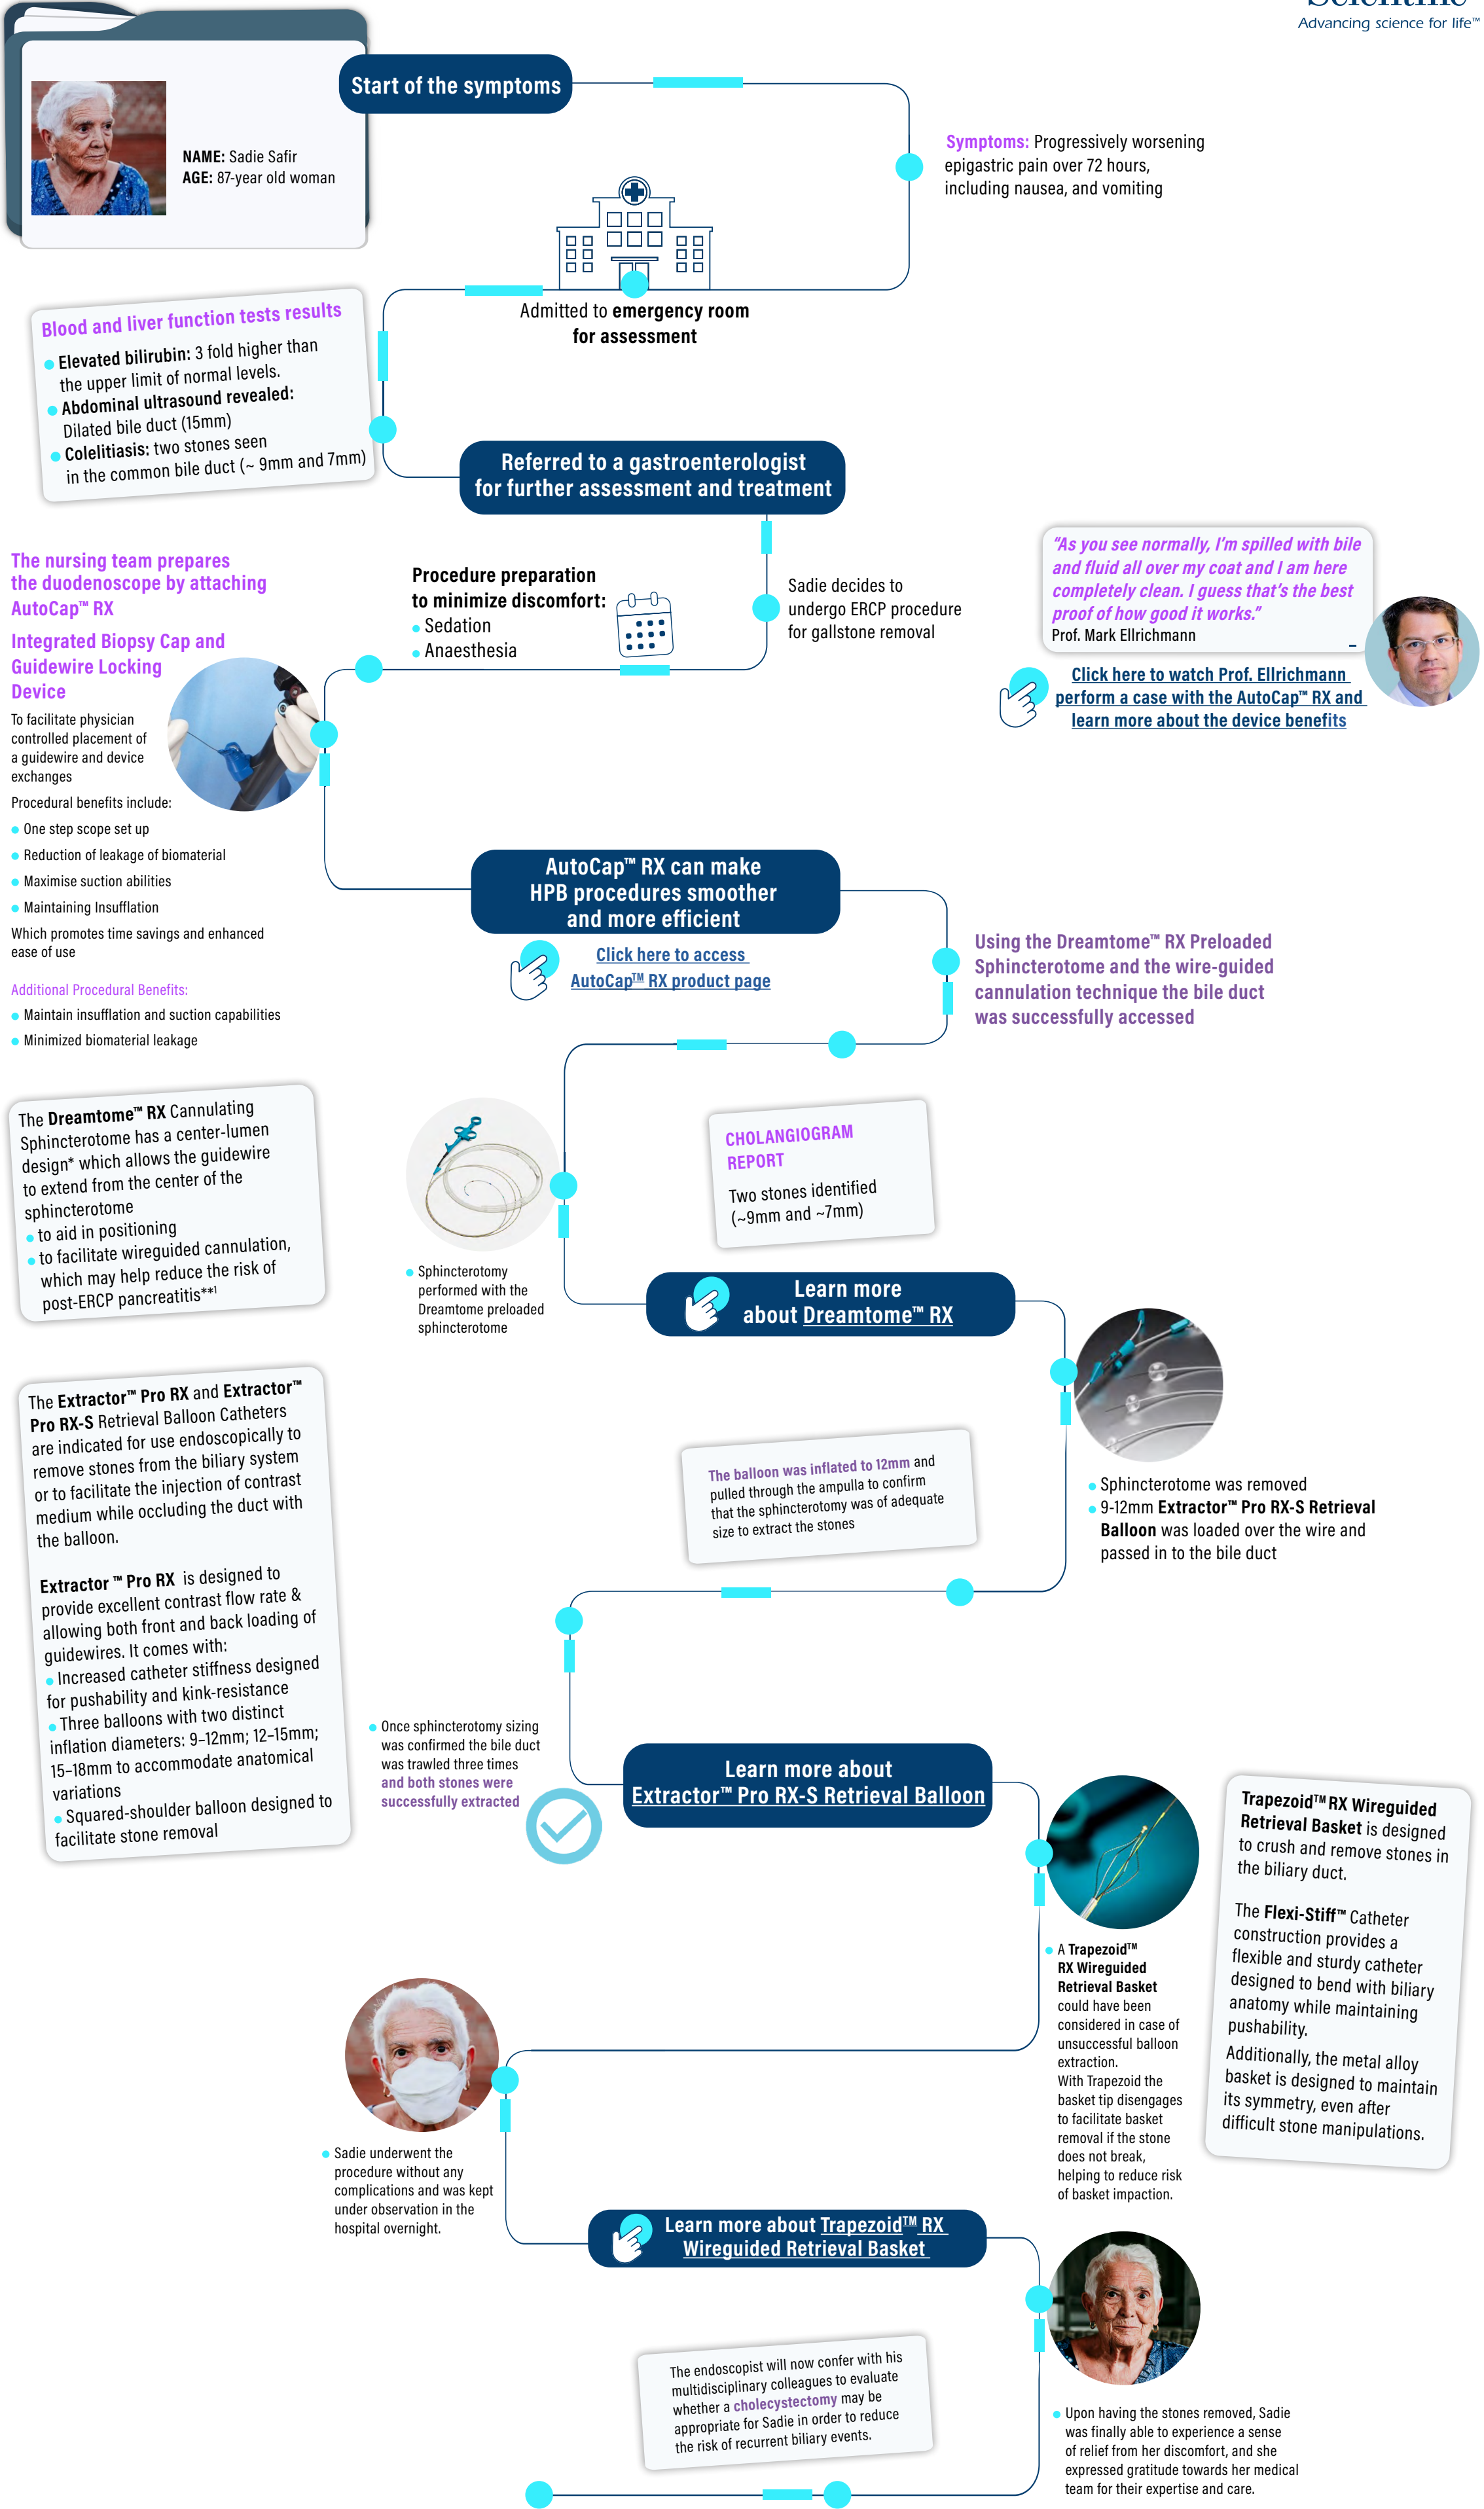 Advancing science for life™
Start of the symptoms
NAME: Sadie Safir
AGE: 87-year old woman
Symptoms: Progressively worsening
epigastric pain over 72 hours,
including nausea, and vomiting
Admitted to emergency room
for assessment
Blood and liver function tests results
Elevated bilirubin: 3 fold higher than
the upper limit of normal levels.
Abdominal ultrasound revealed:
Dilated bile duct (15mm)
Colelitiasis: two stones seen
in the common bile duct (~ 9mm and 7mm)
Referred to a gastroenterologist
for further assessment and treatment
Sadie decides to
undergo ERCP procedure
for gallstone removal
Procedure preparation
to minimize discomfort:
Sedation
Anaesthesia
“As you see normally, I’m spilled with bile
and fluid all over my coat and I am here
completely clean. I guess that’s the best
proof of how good it works.”
Prof. Mark Ellrichmann
–
Click here to watch Prof. Ellrichmann
perform a case with the AutoCap™ RX and
learn more about the device benefits
The nursing team prepares
the duodenoscope by attaching
AutoCap™ RX
Integrated Biopsy Cap and
Guidewire Locking
Device
To facilitate physician
controlled placement of
a guidewire and device
exchanges
Procedural benefits include:
One step scope set up
Reduction of leakage of biomaterial
Maximise suction abilities
Maintaining Insufflation
Which promotes time savings and enhanced
ease of use
Additional Procedural Benefits:
Maintain insufflation and suction capabilities
Minimized biomaterial leakage
AutoCap™ RX can make
HPB procedures smoother
and more efficient
Click here to access
AutoCap™ RX product page
Using the Dreamtome™ RX Preloaded
Sphincterotome and the wire-guided
cannulation technique the bile duct
was successfully accessed
The Dreamtome™ RX Cannulating
Sphincterotome has a center-lumen
design* which allows the guidewire
to extend from the center of the
sphincterotome
to aid in positioning
to facilitate wireguided cannulation,
which may help reduce the risk of
post-ERCP pancreatitis**¹
Sphincterotomy
performed with the
Dreamtome preloaded
sphincterotome
CHOLANGIOGRAM
REPORT
Two stones identified
(~9mm and ~7mm)
Learn more
about Dreamtome™ RX
Sphincterotome was removed
9-12mm Extractor™ Pro RX-S Retrieval
Balloon was loaded over the wire and
passed in to the bile duct
The balloon was inflated to 12mm and
pulled through the ampulla to confirm
that the sphincterotomy was of adequate
size to extract the stones
The Extractor™ Pro RX and Extractor™
Pro RX-S Retrieval Balloon Catheters
are indicated for use endoscopically to
remove stones from the biliary system
or to facilitate the injection of contrast
medium while occluding the duct with
the balloon.
Extractor ™ Pro RX is designed to
provide excellent contrast flow rate &
allowing both front and back loading of
guidewires. It comes with:
Increased catheter stiffness designed
for pushability and kink-resistance
Three balloons with two distinct
inflation diameters: 9–12mm; 12–15mm;
15–18mm to accommodate anatomical
variations
Squared-shoulder balloon designed to
facilitate stone removal
Once sphincterotomy sizing
was confirmed the bile duct
was trawled three times
and both stones were
successfully extracted
Learn more about
Extractor™ Pro RX-S Retrieval Balloon
A Trapezoid™
RX Wireguided
Retrieval Basket
could have been
considered in case of
unsuccessful balloon
extraction.
With Trapezoid the
basket tip disengages
to facilitate basket
removal if the stone
does not break,
helping to reduce risk
of basket impaction.
Trapezoid™ RX Wireguided
Retrieval Basket is designed
to crush and remove stones in
the biliary duct.
The Flexi-Stiff™ Catheter
construction provides a
flexible and sturdy catheter
designed to bend with biliary
anatomy while maintaining
pushability.
Additionally, the metal alloy
basket is designed to maintain
its symmetry, even after
difficult stone manipulations.
Sadie underwent the
procedure without any
complications and was kept
under observation in the
hospital overnight.
Learn more about Trapezoid™ RX
Wireguided Retrieval Basket
The endoscopist will now confer with his
multidisciplinary colleagues to evaluate
whether a cholecystectomy may be
appropriate for Sadie in order to reduce
the risk of recurrent biliary events.
Upon having the stones removed, Sadie
was finally able to experience a sense
of relief from her discomfort, and she
expressed gratitude towards her medical
team for their expertise and care.